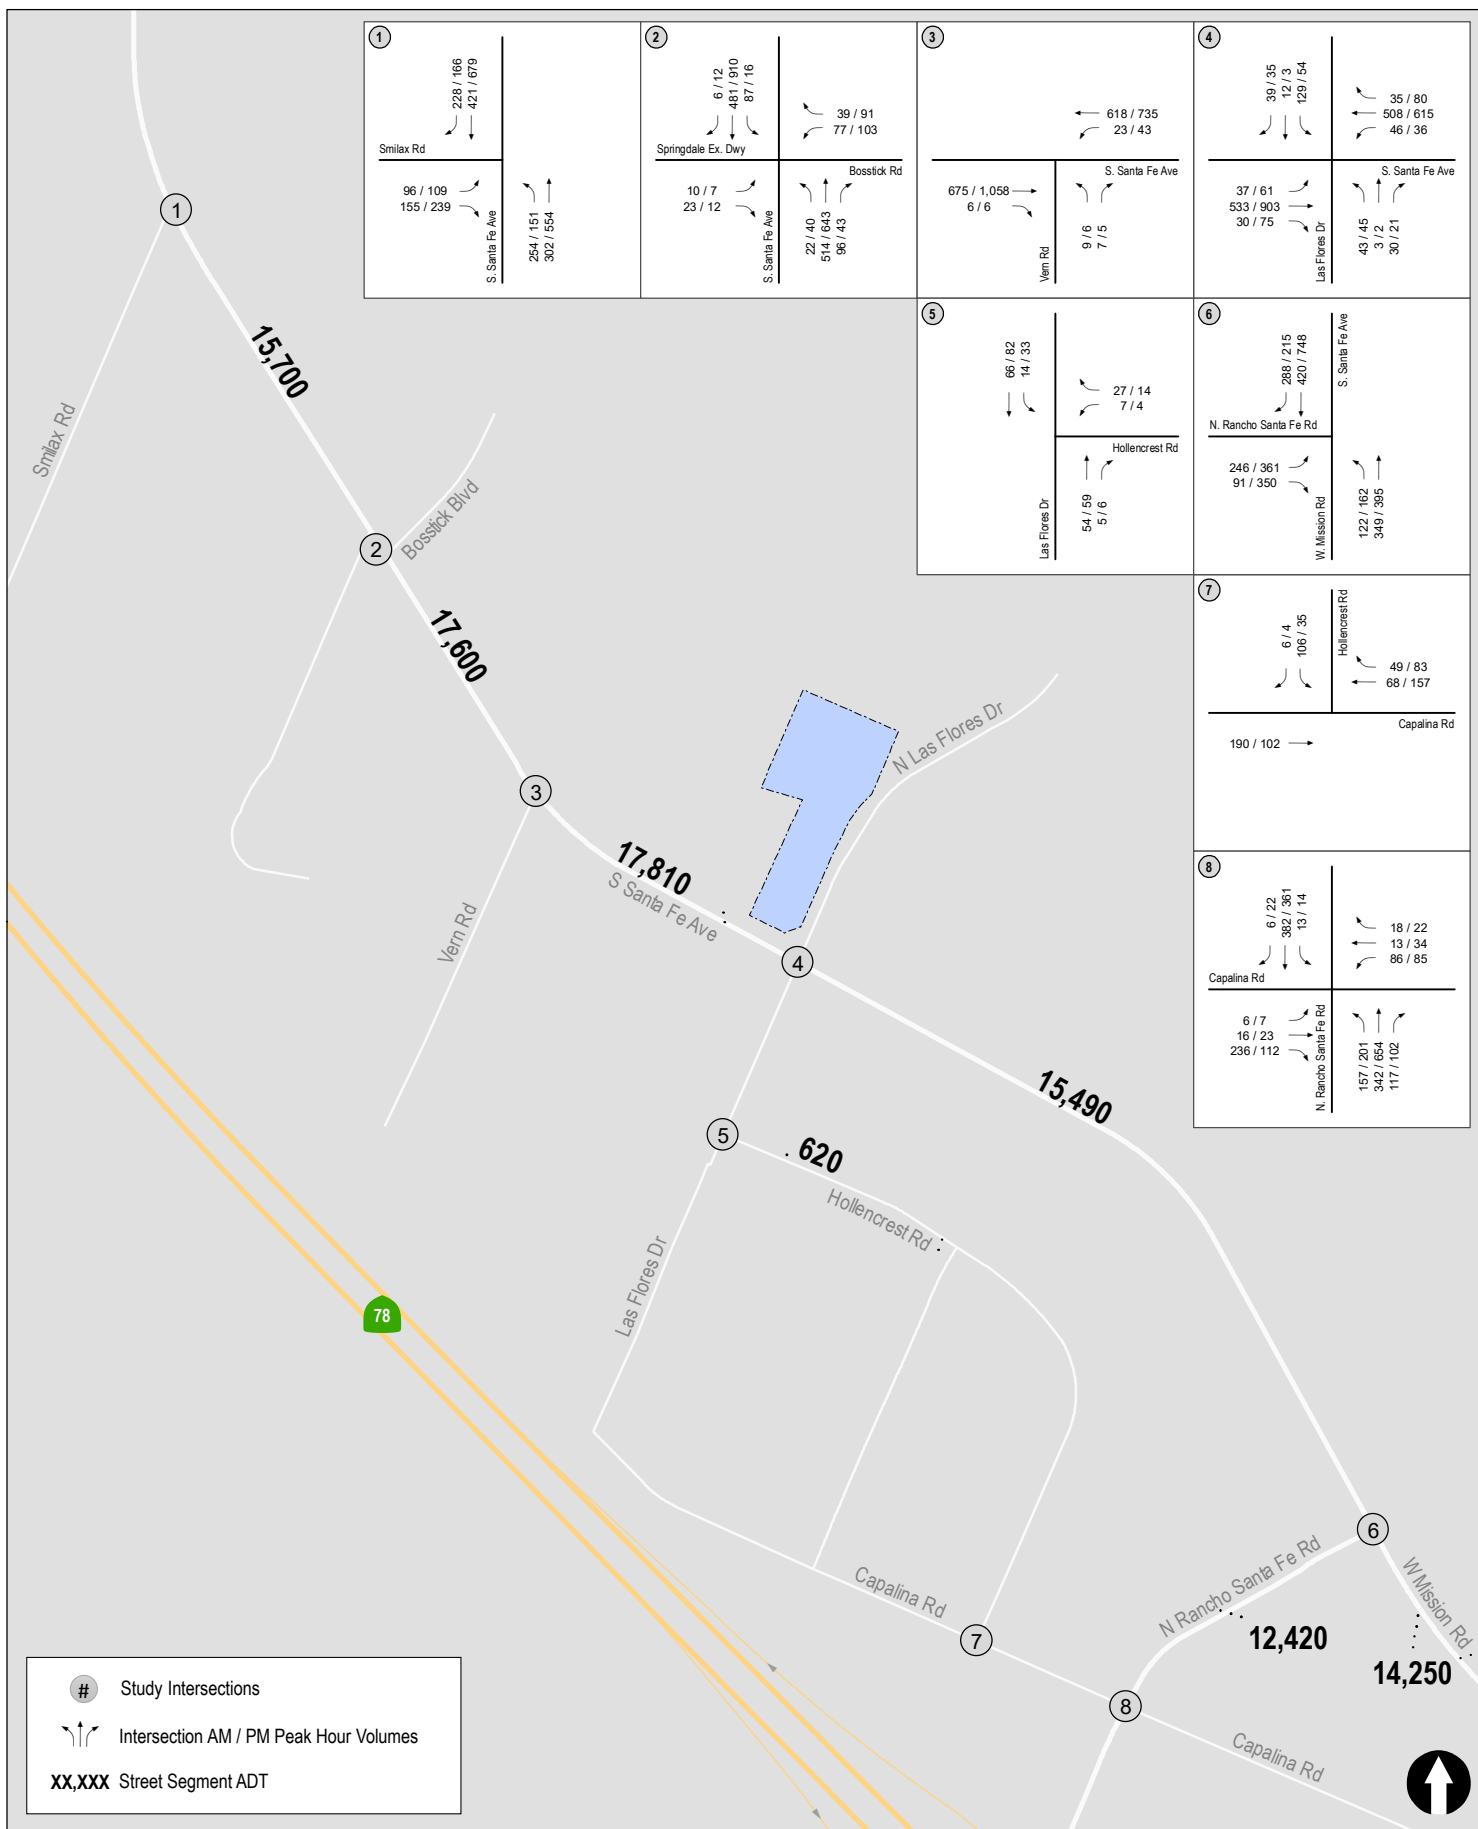 1
228 / 166
421 / 679
Smilax Rd
96 / 109
155 / 239
S. Santa Fe Ave
254 / 151
302 / 554
2
6 / 12
481 / 910
87 / 16
39 / 91
77 / 103
Springdale Ex. Dwy
Bosstick Rd
10 / 7
23 / 12
S. Santa Fe Ave
22 / 40
514 / 643
96 / 43
3
618 / 735
23 / 43
S. Santa Fe Ave
675 / 1,058
6 / 6
Vern Rd
9 / 6
7 / 5
4
39 / 35
12 / 3
129 / 54
35 / 80
508 / 615
46 / 36
S. Santa Fe Ave
37 / 61
533 / 903
30 / 75
Las Flores Dr
43 / 45
3 / 2
30 / 21
5
66 / 82
14 / 33
27 / 14
7 / 4
Hollencrest Rd
Las Flores Dr
54 / 59
5 / 6
6
288 / 215
420 / 748
S. Santa Fe Ave
N. Rancho Santa Fe Rd
246 / 361
91 / 350
W. Mission Rd
122 / 162
349 / 395
7
6 / 4
106 / 35
Hollencrest Rd
49 / 83
68 / 157
Capalina Rd
190 / 102
8
6 / 22
382 / 361
13 / 14
18 / 22
13 / 34
86 / 85
Capalina Rd
6 / 7
16 / 23
236 / 112
N. Rancho Santa Fe Rd
157 / 201
342 / 654
117 / 102
1
15,700
Smilax Rd
2
Bosstick Blvd
17,600
3
N Las Flores Dr
17,810
S Santa Fe Ave
Vern Rd
4
15,490
5
620
Hollencrest Rd
Las Flores Dr
78
6
N Rancho Santa Fe Rd
W Mission Rd
Capalina Rd
7
12,420
14,250
8
Capalina Rd
# Study Intersections
Intersection AM / PM Peak Hour Volumes
XX,XXX Street Segment ADT